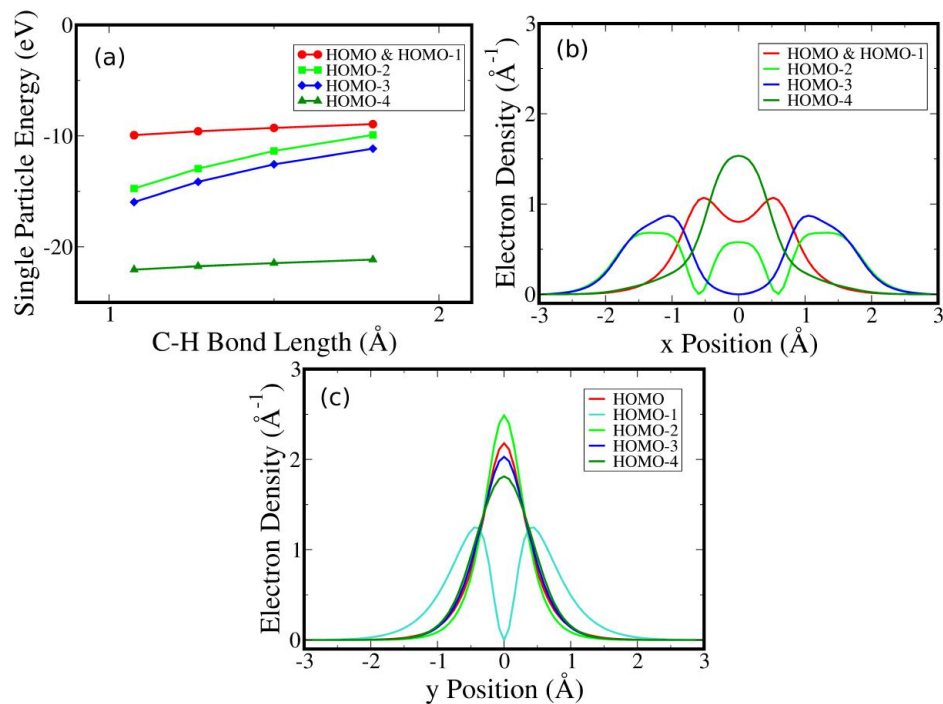 (a)
Single Particle Energy (eV)
0
-10
-20
HOMO & HOMO-1
HOMO-2
HOMO-3
HOMO-4
1
2
C-H Bond Length (Å)
(b)
Electron Density (Å⁻¹)
3
2
1
0
HOMO & HOMO-1
HOMO-2
HOMO-3
HOMO-4
-3 -2 -1 0 1 2 3
x Position (Å)
(c)
Electron Density (Å⁻¹)
3
2
1
0
HOMO
HOMO-1
HOMO-2
HOMO-3
HOMO-4
-3 -2 -1 0 1 2 3
y Position (Å)